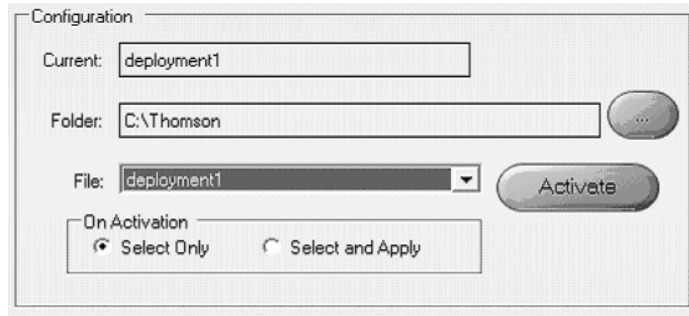 Configuration
Current: deployment1
Folder: C:\Thomson ...
File: deployment1 Activate
On Activation
Select Only Select and Apply